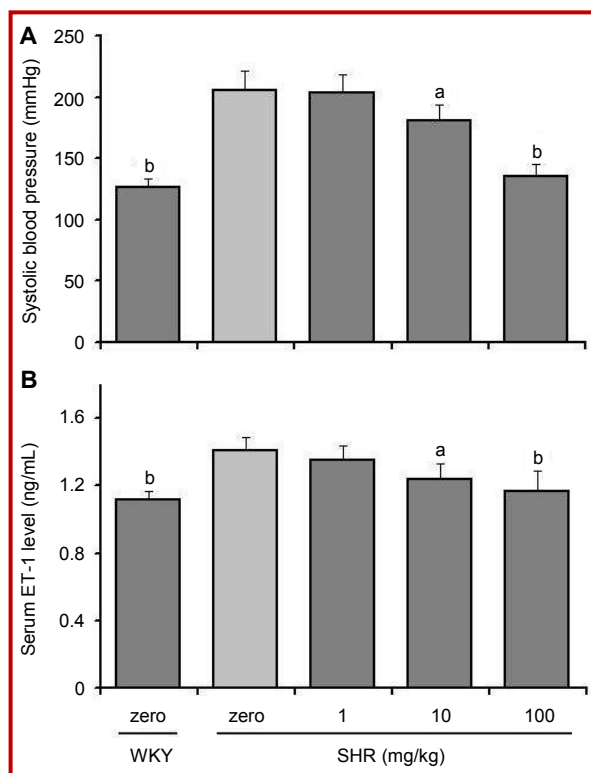 A
Systolic blood pressure (mmHg)
250
200
150
100
50
0
b
a
b
B
Serum ET-1 level (ng/mL)
1.6
1.2
0.8
0.4
0
b
a
b
zero zero 1 10 100
WKY SHR (mg/kg)